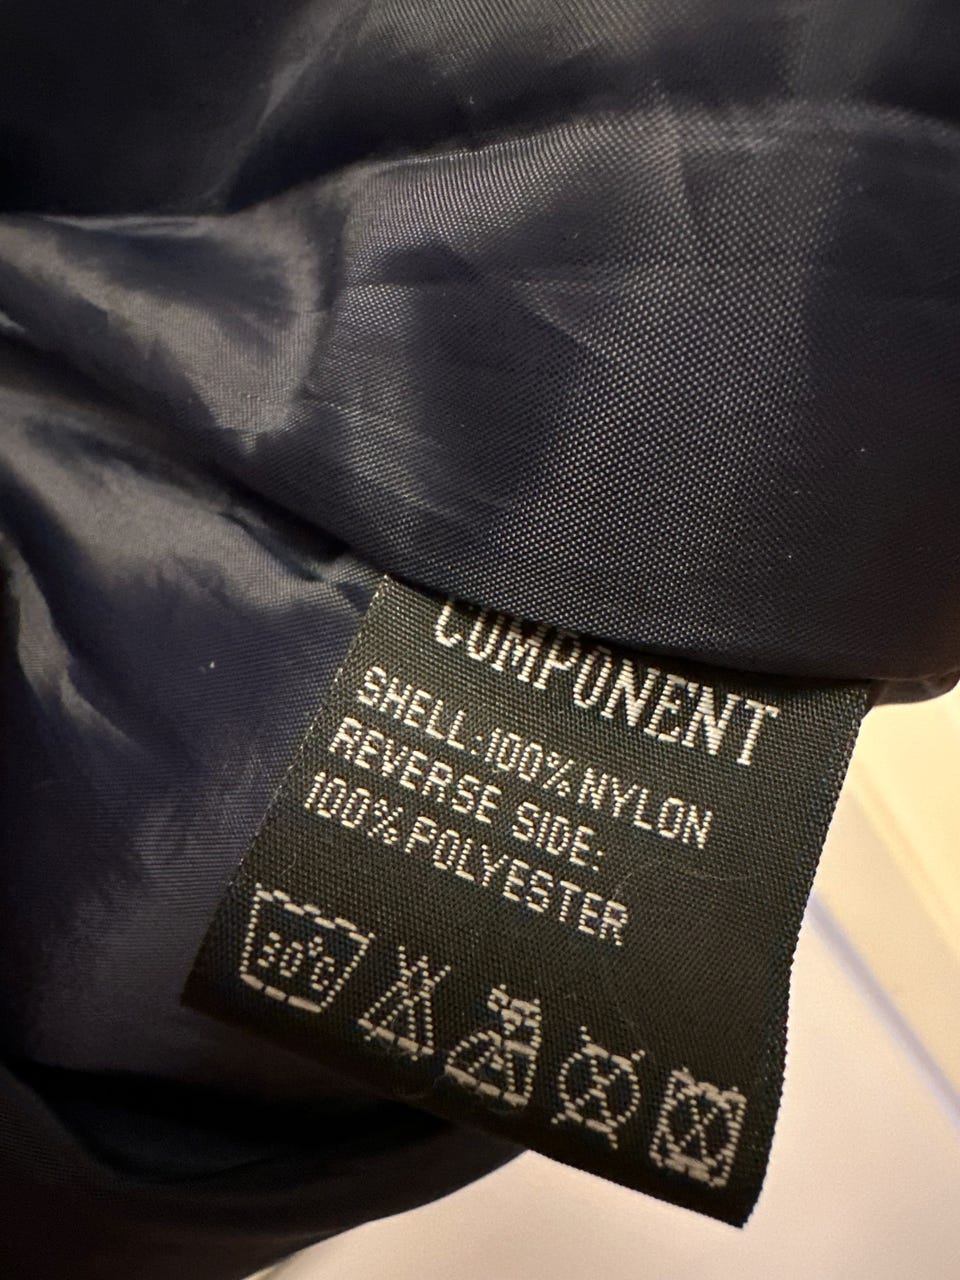 COMPONENT
SHELL:100%NYLON
REVERSE SIDE:
100%POLYESTER
30°C